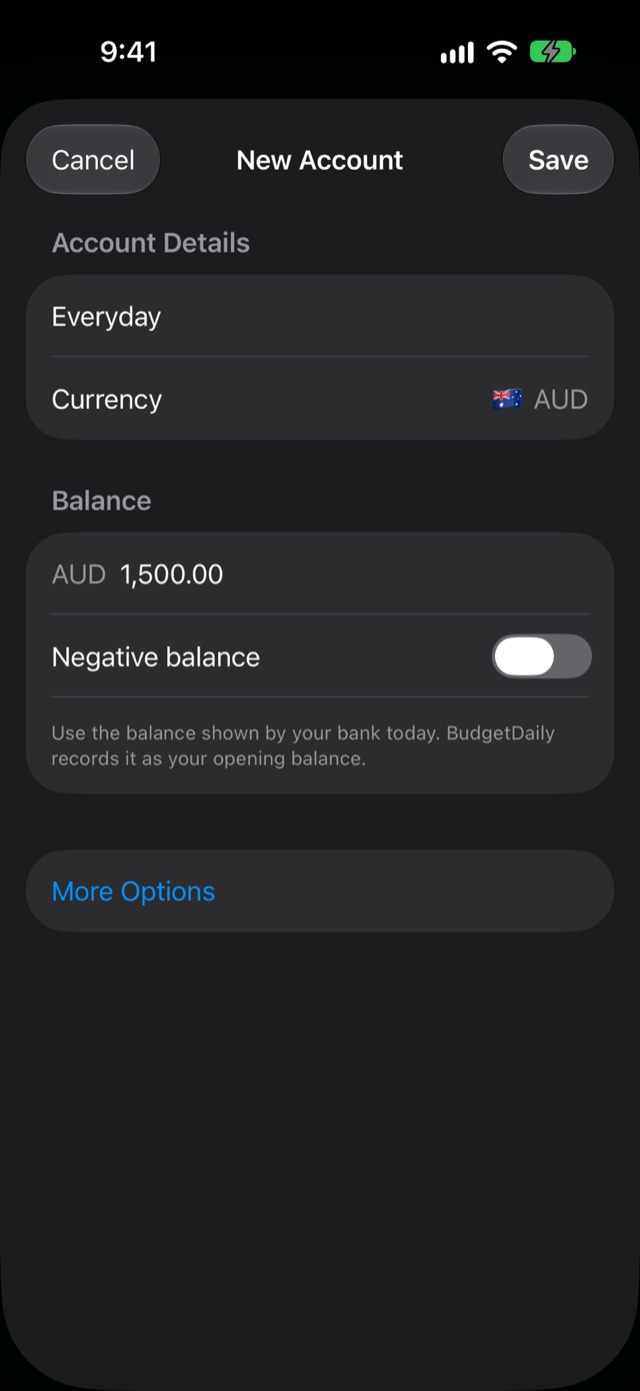 9:41
Cancel
New Account
Save
Account Details
Everyday
Currency
AUD
Balance
AUD 1,500.00
Negative balance
Use the balance shown by your bank today. BudgetDaily
records it as your opening balance.
More Options